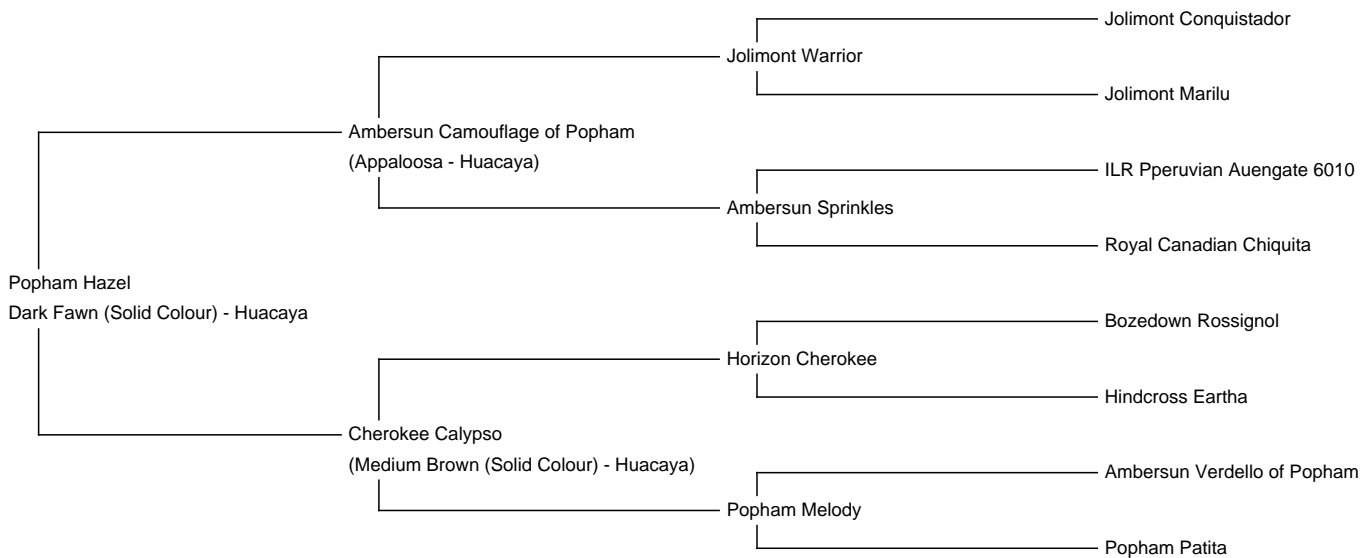 Jolimont Conquistador
Jolimont Warrior
Jolimont Marilu
Ambersun Camouflage of Popham
(Appaloosa - Huacaya)
ILR Pperuvian Auengate 6010
Ambersun Sprinkles
Royal Canadian Chiquita
Popham Hazel
Dark Fawn (Solid Colour) - Huacaya
Bozedown Rossignol
Horizon Cherokee
Hindcross Eartha
Cherokee Calypso
(Medium Brown (Solid Colour) - Huacaya)
Ambersun Verdello of Popham
Popham Melody
Popham Patita